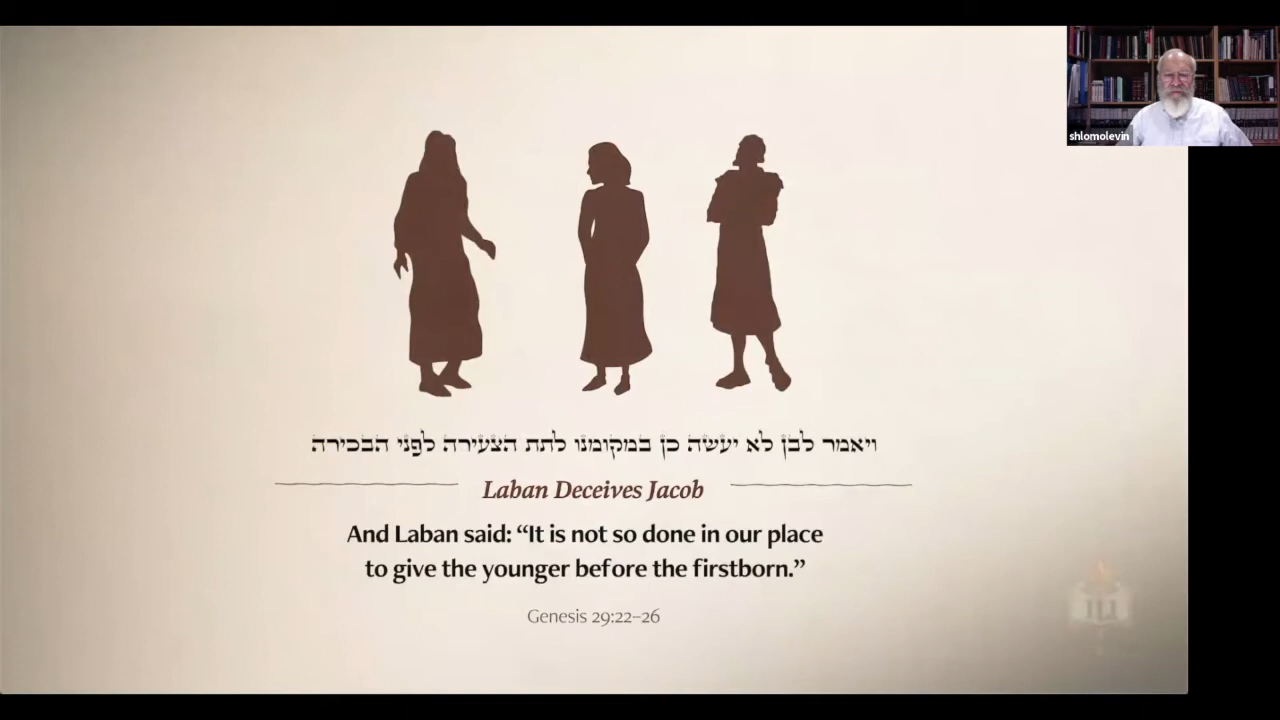 shlomolevin
ויאמר לבן לא יעשה כן במקומנו לתת הצעירה לפני הבכירה
Laban Deceives Jacob
And Laban said: “It is not so done in our place
to give the younger before the firstborn.”
Genesis 29:22–26